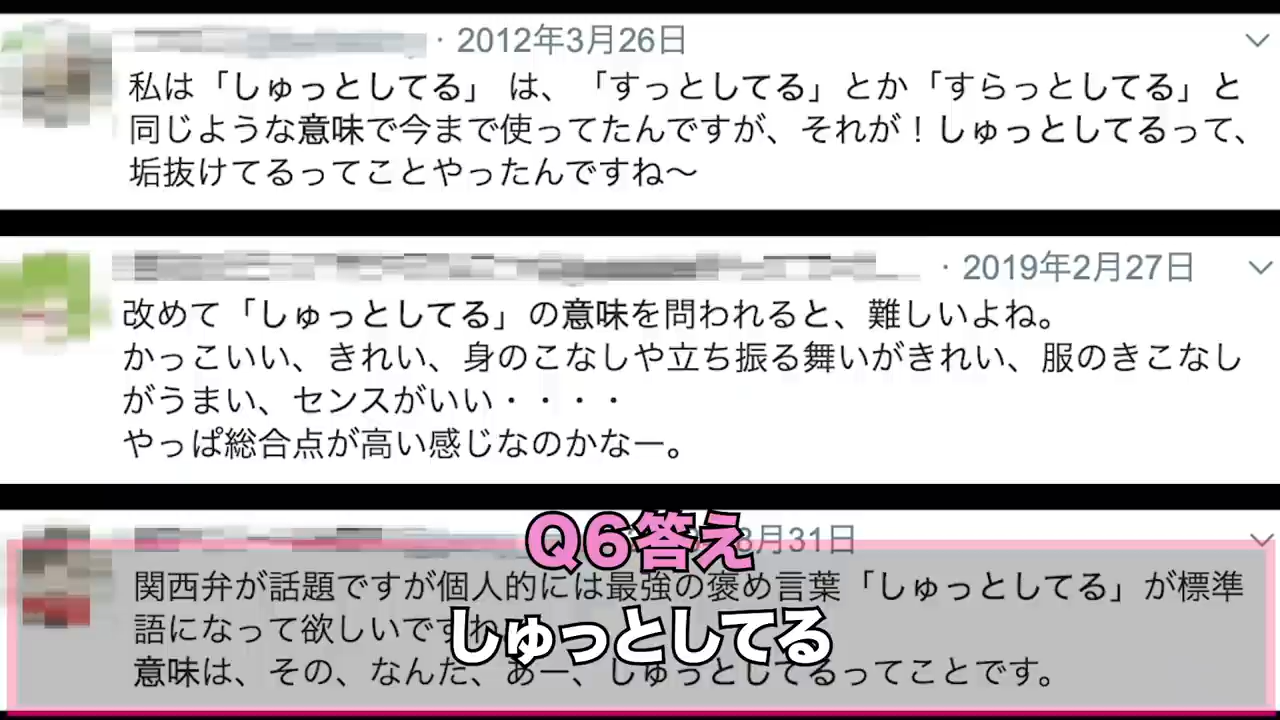 · 2012年3月26日
私は「しゅっとしてる」 は、「すっとしてる」とか「すらっとしてる」と
同じような意味で今まで使ってたんですが、それが！しゅっとしてるって、
垢抜けてるってことやったんですね〜
· 2019年2月27日
改めて「しゅっとしてる」の意味を問われると、難しいよね。
かっこいい、きれい、身のこなしや立ち振る舞いがきれい、服のきこなし
がうまい、センスがいい・・・・
やっぱ総合点が高い感じなのかなー。
8月31日
Q6答え
関西弁が話題ですが個人的には最強の褒め言葉「しゅっとしてる」が標準
語になって欲しいですね
しゅっとしてる
意味は、その、なんた、あー、しゅっとしてるってことです。